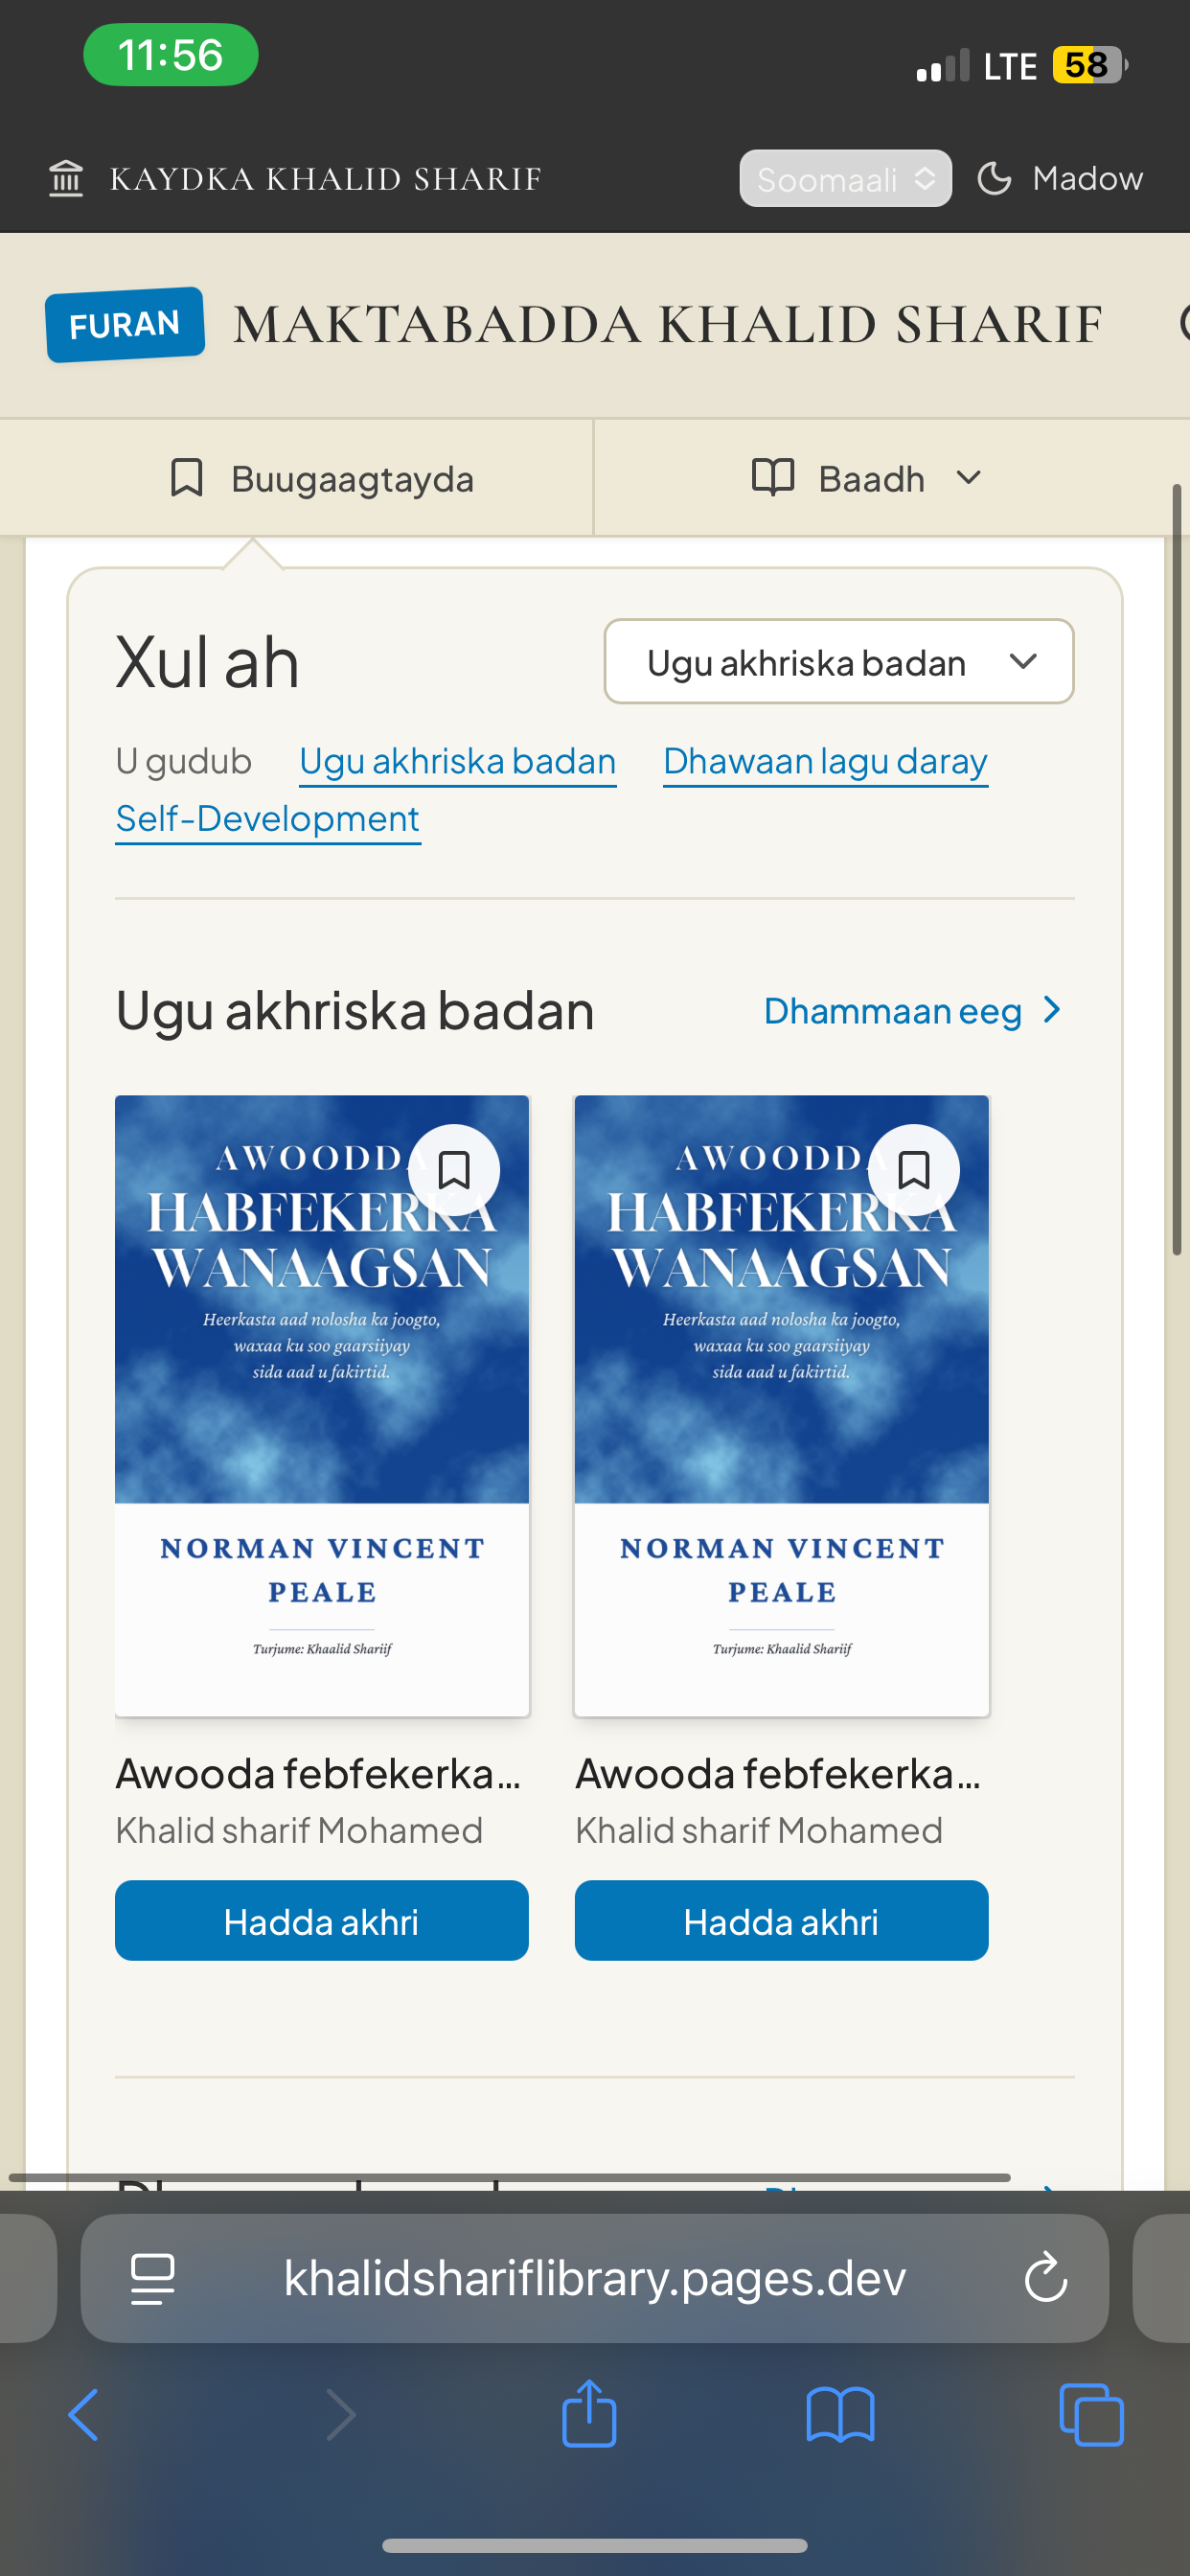 11:56
LTE 58
KAYDKA KHALID SHARIF
Soomaali
Madow
FURAN MAKTABADDA KHALID SHARIF
Buugaagtayda
Baadh
Xul ah
Ugu akhriska badan
U gudub Ugu akhriska badan Dhawaan lagu daray
Self-Development
Ugu akhriska badan
Dhammaan eeg
AWOODDA
HABFEKERKA
WANAAGSAN
Heerkasta aad nolosha ka joogto,
waxaa ku soo gaarsiiyay
sida aad u fakirtid.
NORMAN VINCENT
PEALE
Turjume: Khaalid Shariif
Awooda febfekerka...
Khalid sharif Mohamed
Hadda akhri
AWOODDA
HABFEKERKA
WANAAGSAN
Heerkasta aad nolosha ka joogto,
waxaa ku soo gaarsiiyay
sida aad u fakirtid.
NORMAN VINCENT
PEALE
Turjume: Khaalid Shariif
Awooda febfekerka...
Khalid sharif Mohamed
Hadda akhri
khalidshariflibrary.pages.dev